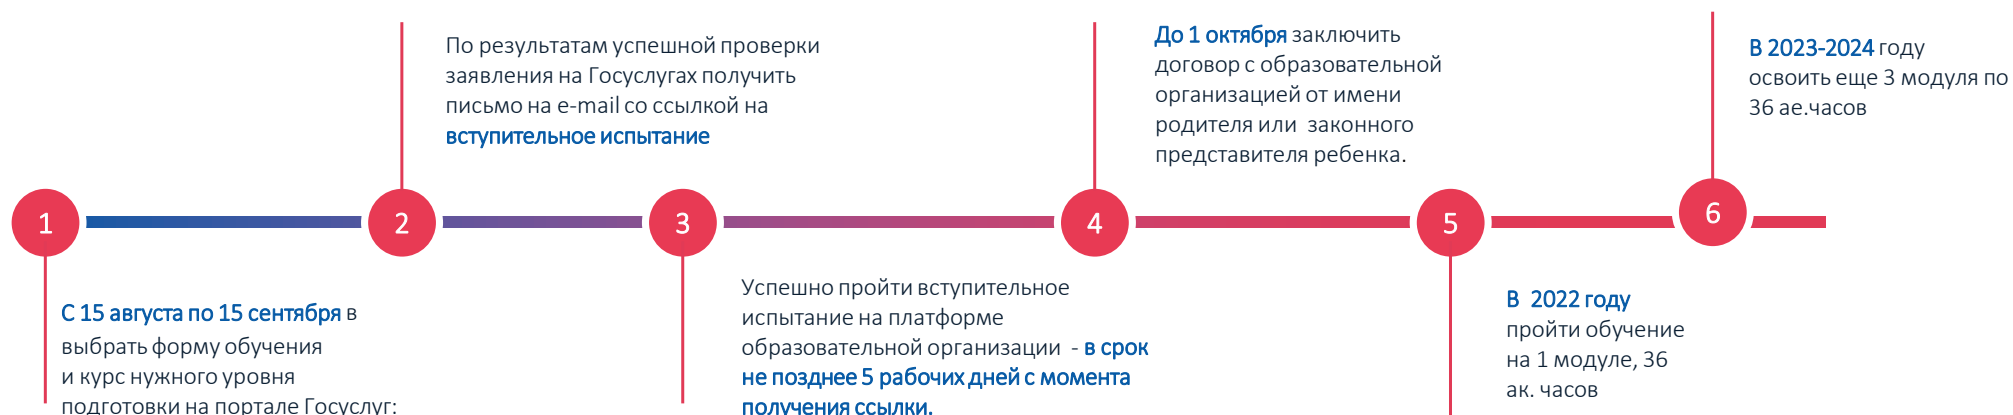 1
С 15 августа по 15 сентября в
выбрать форму обучения
и курс нужного уровня
подготовки на портале Госуслуг:
2
По результатам успешной проверки
заявления на Госуслугах получить
письмо на e-mail со ссылкой на
вступительное испытание
3
Успешно пройти вступительное
испытание на платформе
образовательной организации - в срок
не позднее 5 рабочих дней с момента
получения ссылки.
4
До 1 октября заключить
договор с образовательной
организацией от имени
родителя или законного
представителя ребенка.
5
В 2022 году
пройти обучение
на 1 модуле, 36
ак. часов
6
В 2023-2024 году
освоить еще 3 модуля по
36 ае.часов